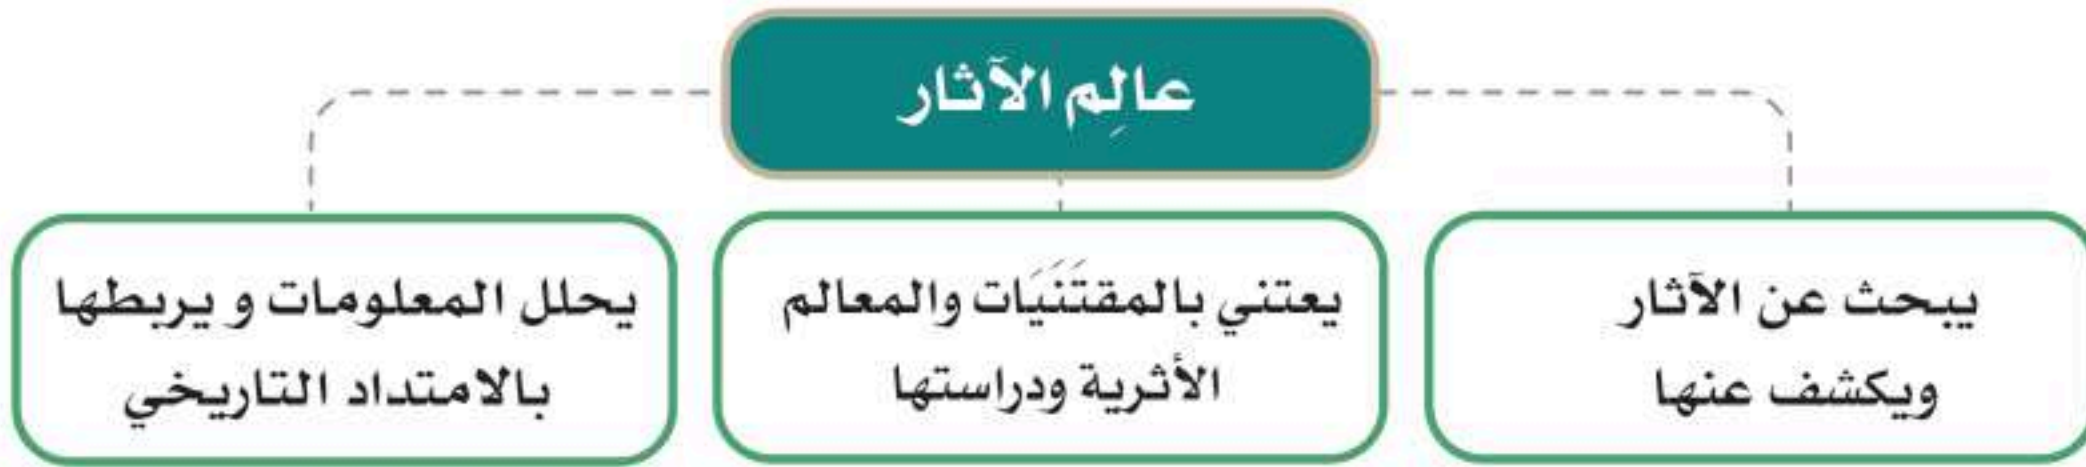 عالِم الآثار
يبحث عن الآثار
ويكشف عنها
يعتني بالمقتَنَيَات والمعالم
الأثرية ودراستها
يحلل المعلومات و يربطها
بالامتداد التاريخي